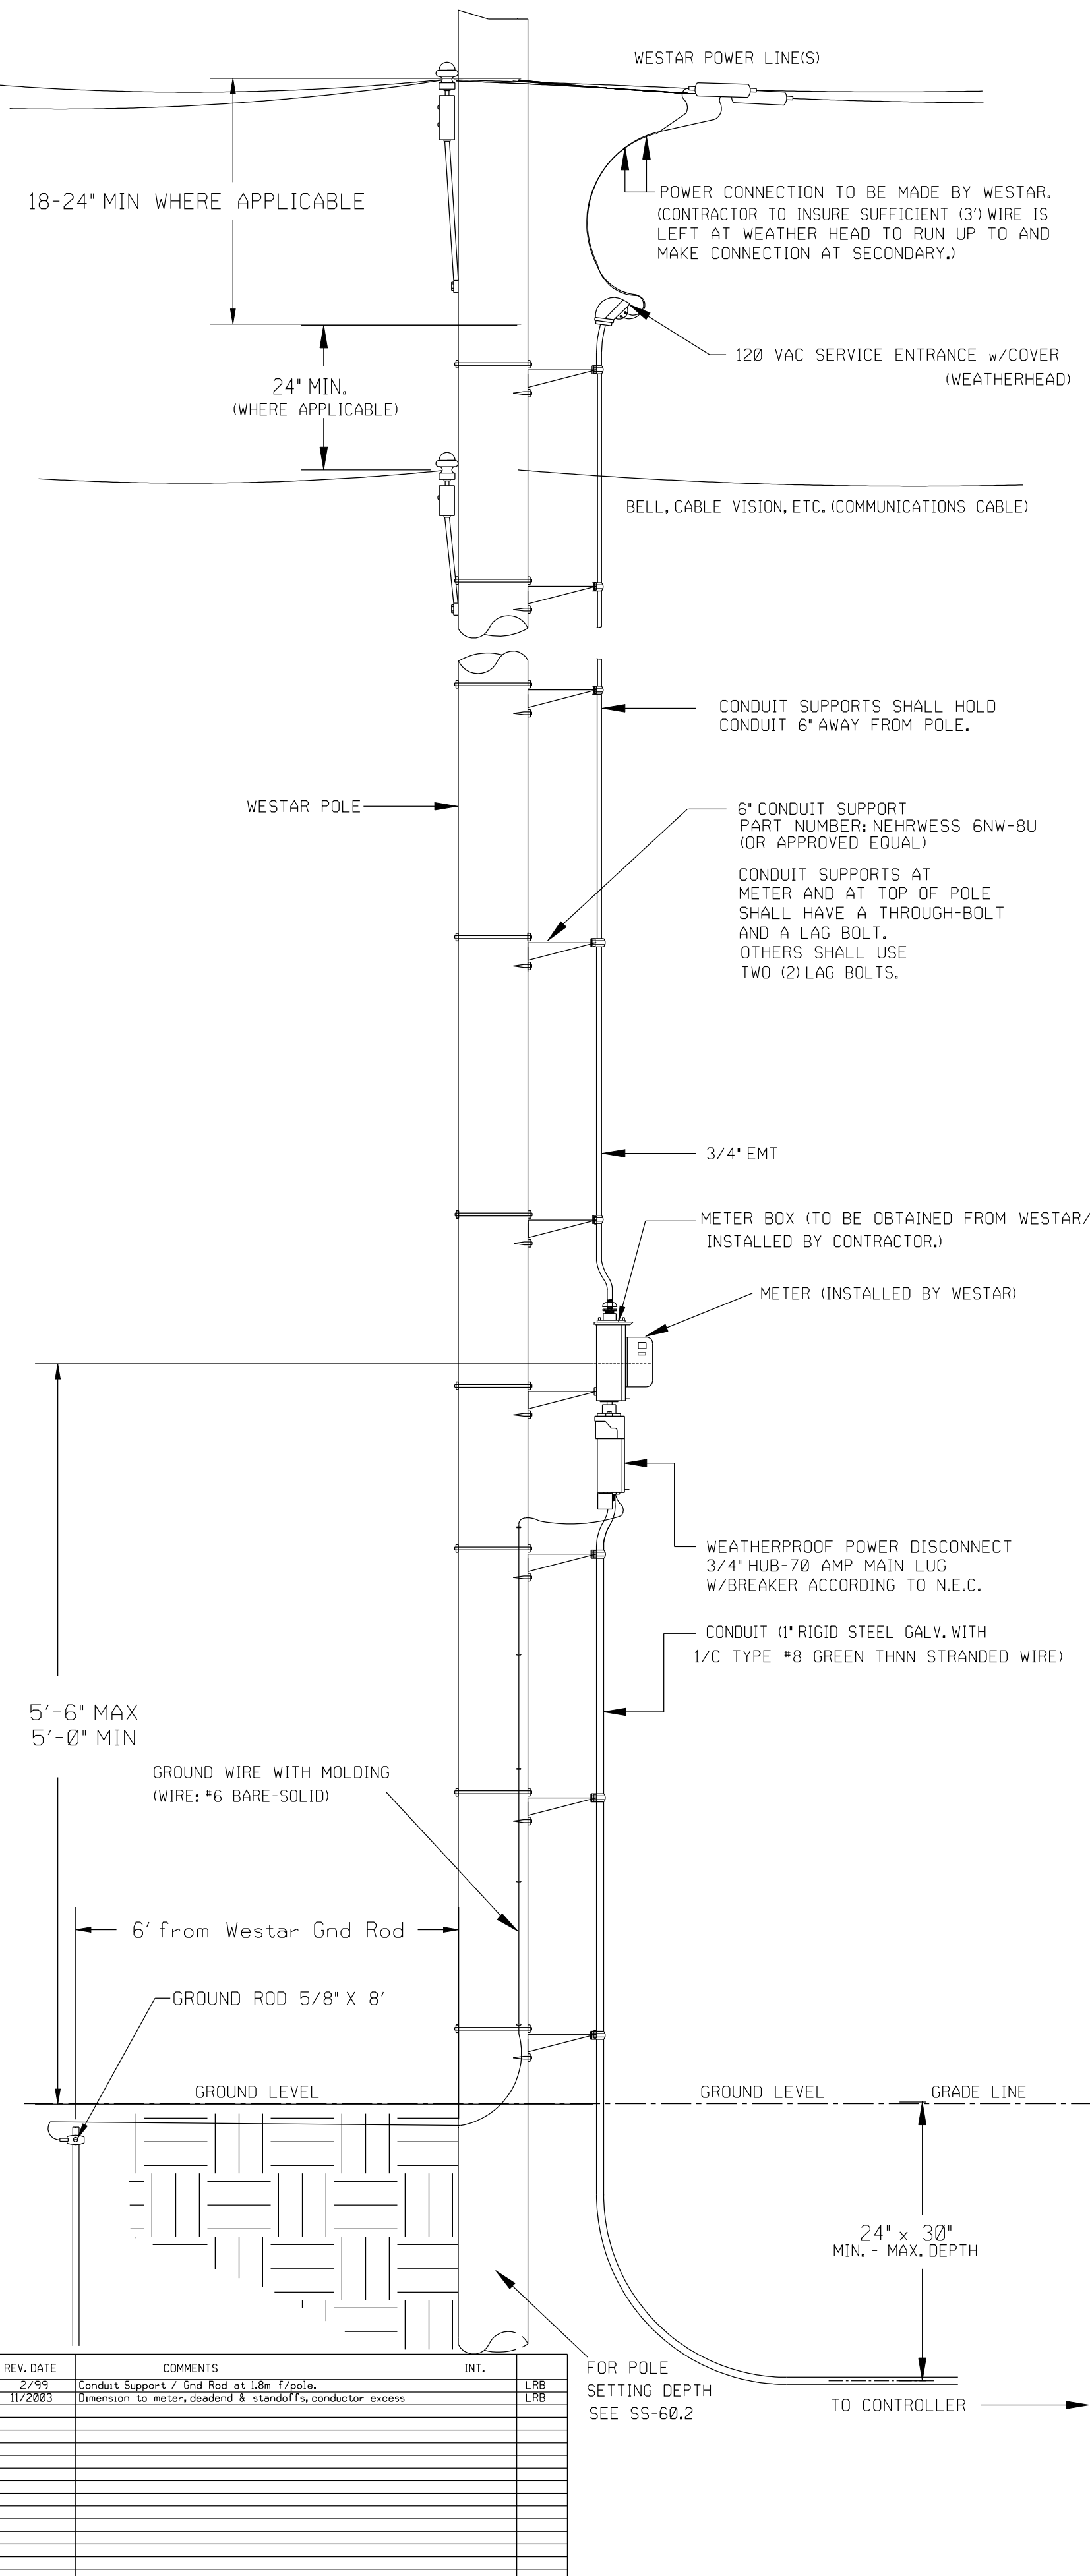 WESTAR POWER LINE(S)
18-24" MIN WHERE APPLICABLE
POWER CONNECTION TO BE MADE BY WESTAR.
(CONTRACTOR TO INSURE SUFFICIENT (3') WIRE IS
LEFT AT WEATHER HEAD TO RUN UP TO AND
MAKE CONNECTION AT SECONDARY.)
120 VAC SERVICE ENTRANCE w/COVER
(WEATHERHEAD)
24" MIN.
(WHERE APPLICABLE)
BELL, CABLE VISION, ETC. (COMMUNICATIONS CABLE)
CONDUIT SUPPORTS SHALL HOLD
CONDUIT 6" AWAY FROM POLE.
WESTAR POLE
6" CONDUIT SUPPORT
PART NUMBER: NEHRWESS 6NW-8U
(OR APPROVED EQUAL)
CONDUIT SUPPORTS AT
METER AND AT TOP OF POLE
SHALL HAVE A THROUGH-BOLT
AND A LAG BOLT.
OTHERS SHALL USE
TWO (2) LAG BOLTS.
3/4" EMT
METER BOX (TO BE OBTAINED FROM WESTAR/
INSTALLED BY CONTRACTOR.)
METER (INSTALLED BY WESTAR)
WEATHERPROOF POWER DISCONNECT
3/4" HUB-70 AMP MAIN LUG
W/BREAKER ACCORDING TO N.E.C.
CONDUIT (1" RIGID STEEL GALV. WITH
1/C TYPE #8 GREEN THNN STRANDED WIRE)
5'-6" MAX
5'-0" MIN
GROUND WIRE WITH MOLDING
(WIRE: #6 BARE-SOLID)
6' from Westar Gnd Rod
GROUND ROD 5/8" X 8'
GROUND LEVEL
GROUND LEVEL
GRADE LINE
24" x 30"
MIN. - MAX. DEPTH
FOR POLE
SETTING DEPTH
SEE SS-60.2
TO CONTROLLER
REV. DATE COMMENTS INT.
2/99 Conduit Support / Gnd Rod at 1.8m f/pole. LRB
11/2003 Dimension to meter, deadend & standoffs, conductor excess LRB